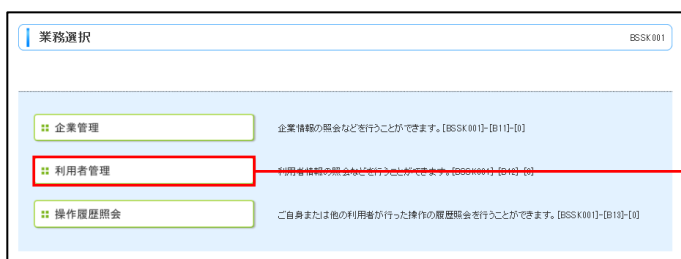 業務選択
BSSK001
企業管理
企業情報の照会などを行うことができます。[BSSK001]-[B11]-[0]
利用者管理
利用者情報の照会などを行うことができます。[BSSK001]-[B12]-[0]
操作履歴照会
ご自身または他の利用者が行った操作の履歴照会を行うことができます。[BSSK001]-[B13]-[0]